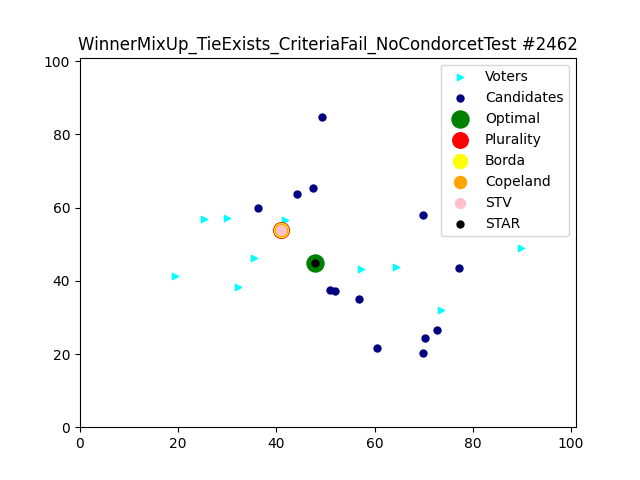 WinnerMixUp_TieExists_CriteriaFail_NoCondorcetTest #2462
100
80
60
40
20
0
0 20 40 60 80 100
Voters
Candidates
Optimal
Plurality
Borda
Copeland
STV
STAR